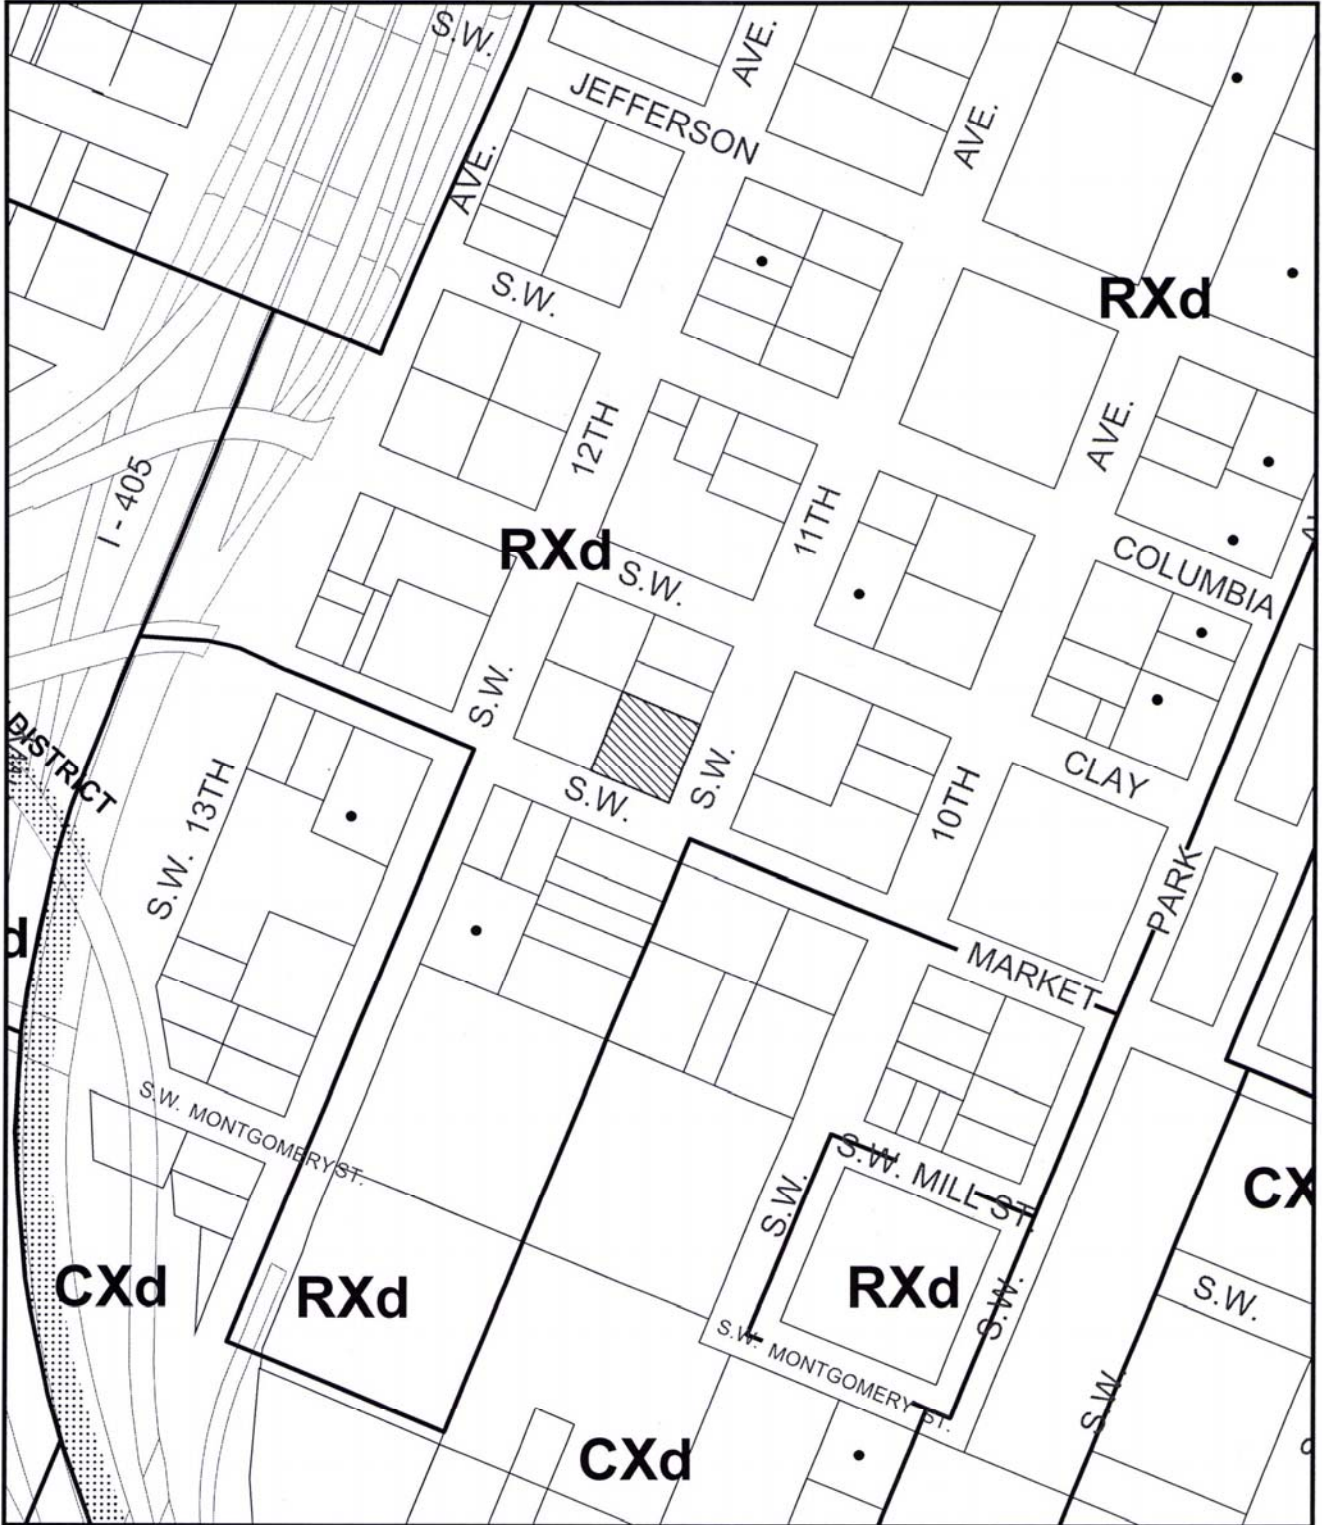 S.W.
AVE.
JEFFERSON
AVE.
AVE.
S.W.
RXd
AVE.
12TH
I - 405
11TH
RXd
S.W.
COLUMBIA
S.W.
DISTRICT
S.W. 13TH
S.W.
S.W.
10TH
CLAY
PARK
d
MARKET
S.W. MONTGOMERY ST.
S.W. MILL ST.
S.W.
CX
CXd
RXd
RXd
S.W.
S.W.
S.W. MONTGOMERY ST.
S.W.
CXd